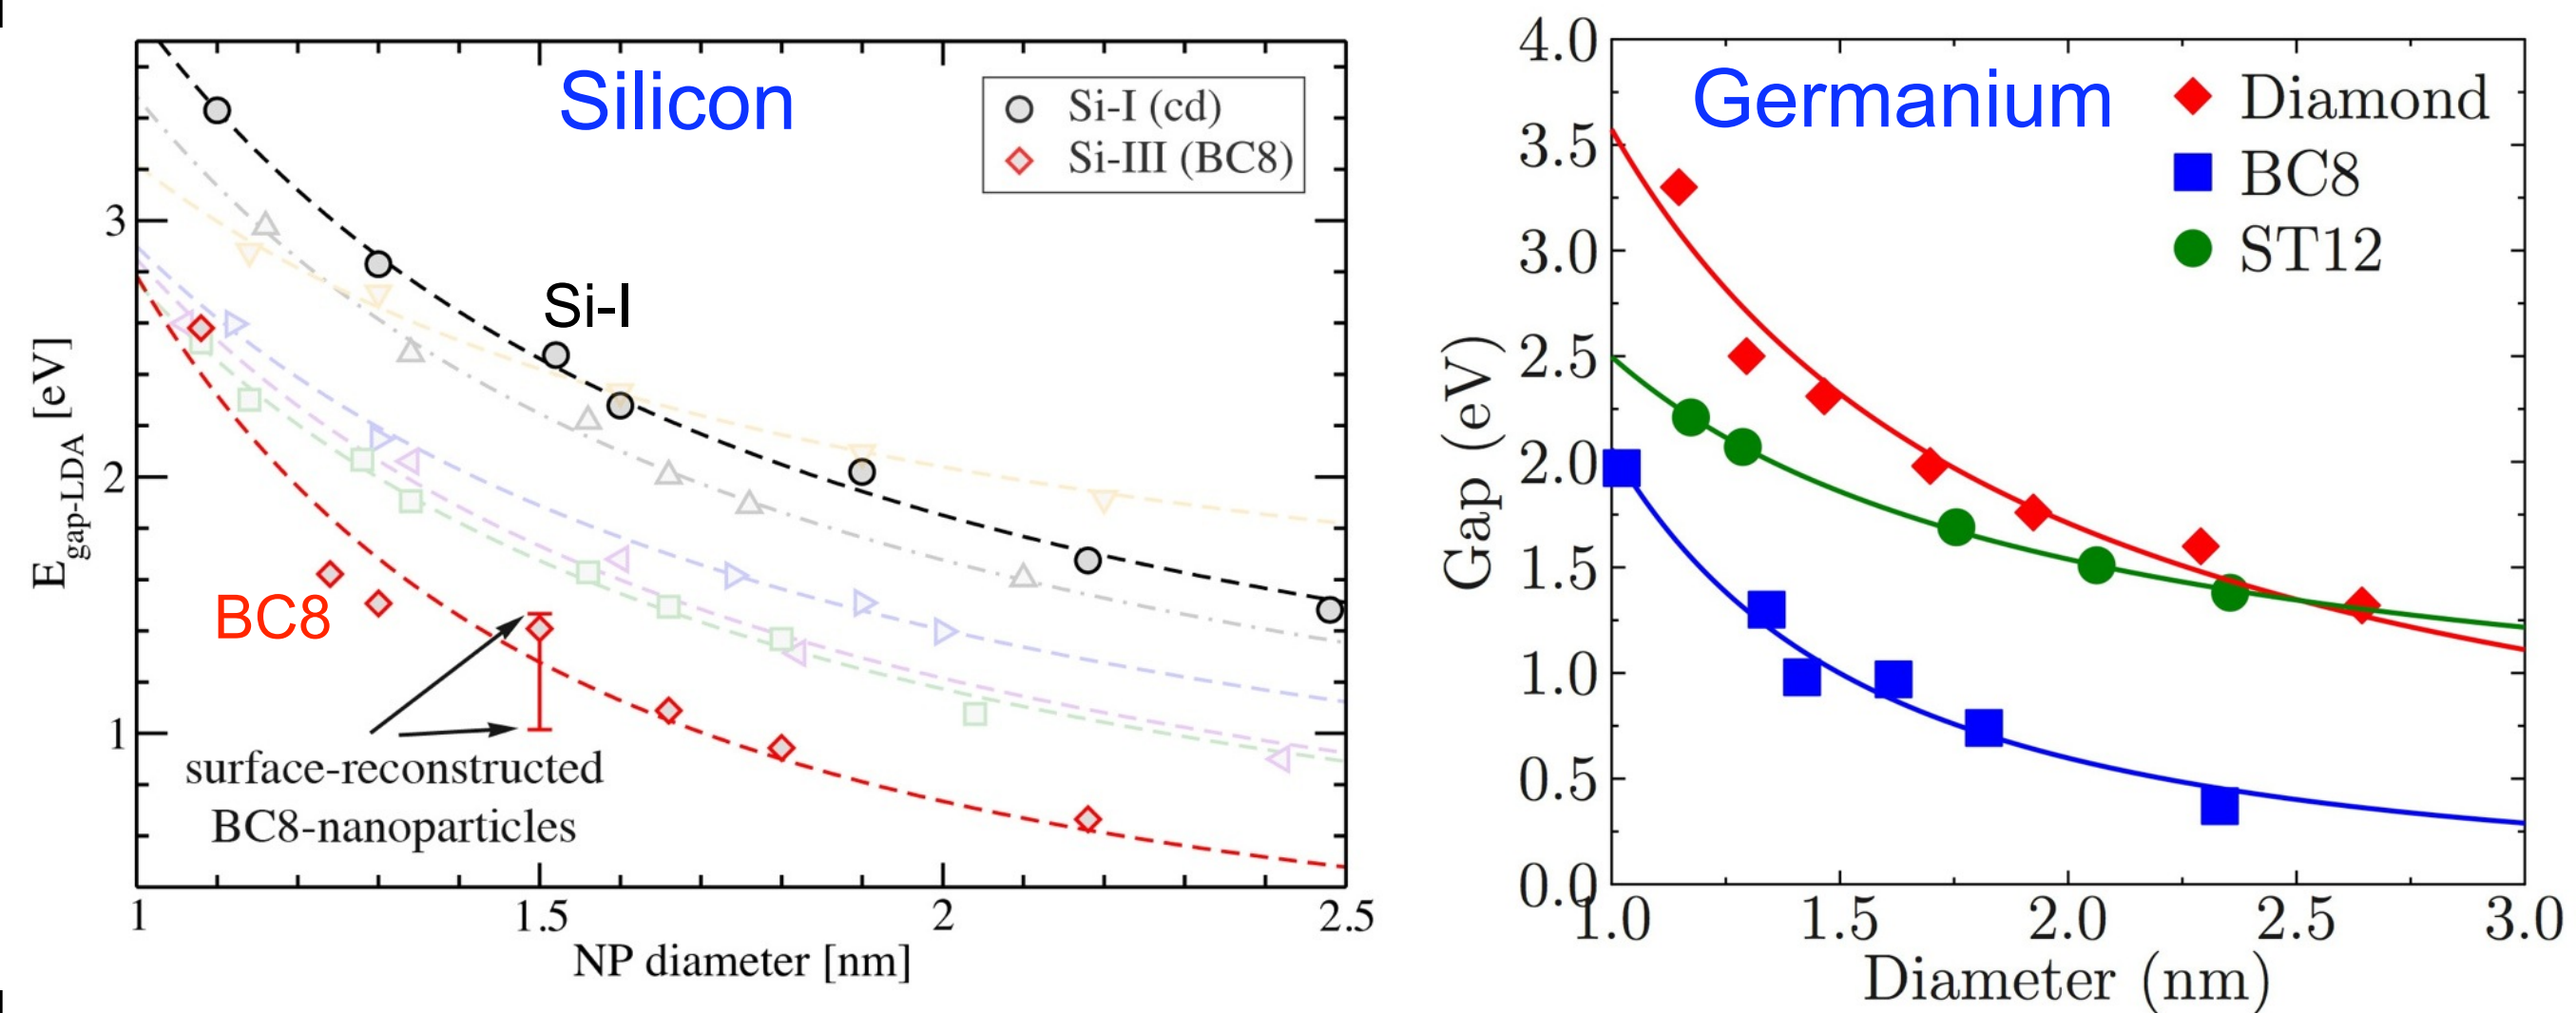 Silicon
Si-I (cd)
Si-III (BC8)
Si-I
BC8
surface-reconstructed
BC8-nanoparticles
E gap-LDA [eV]
3
2
1
1
1.5
2
2.5
NP diameter [nm]
Germanium
Diamond
BC8
ST12
Gap (eV)
4.0
3.5
3.0
2.5
2.0
1.5
1.0
0.5
0.0
1.0
1.5
2.0
2.5
3.0
Diameter (nm)